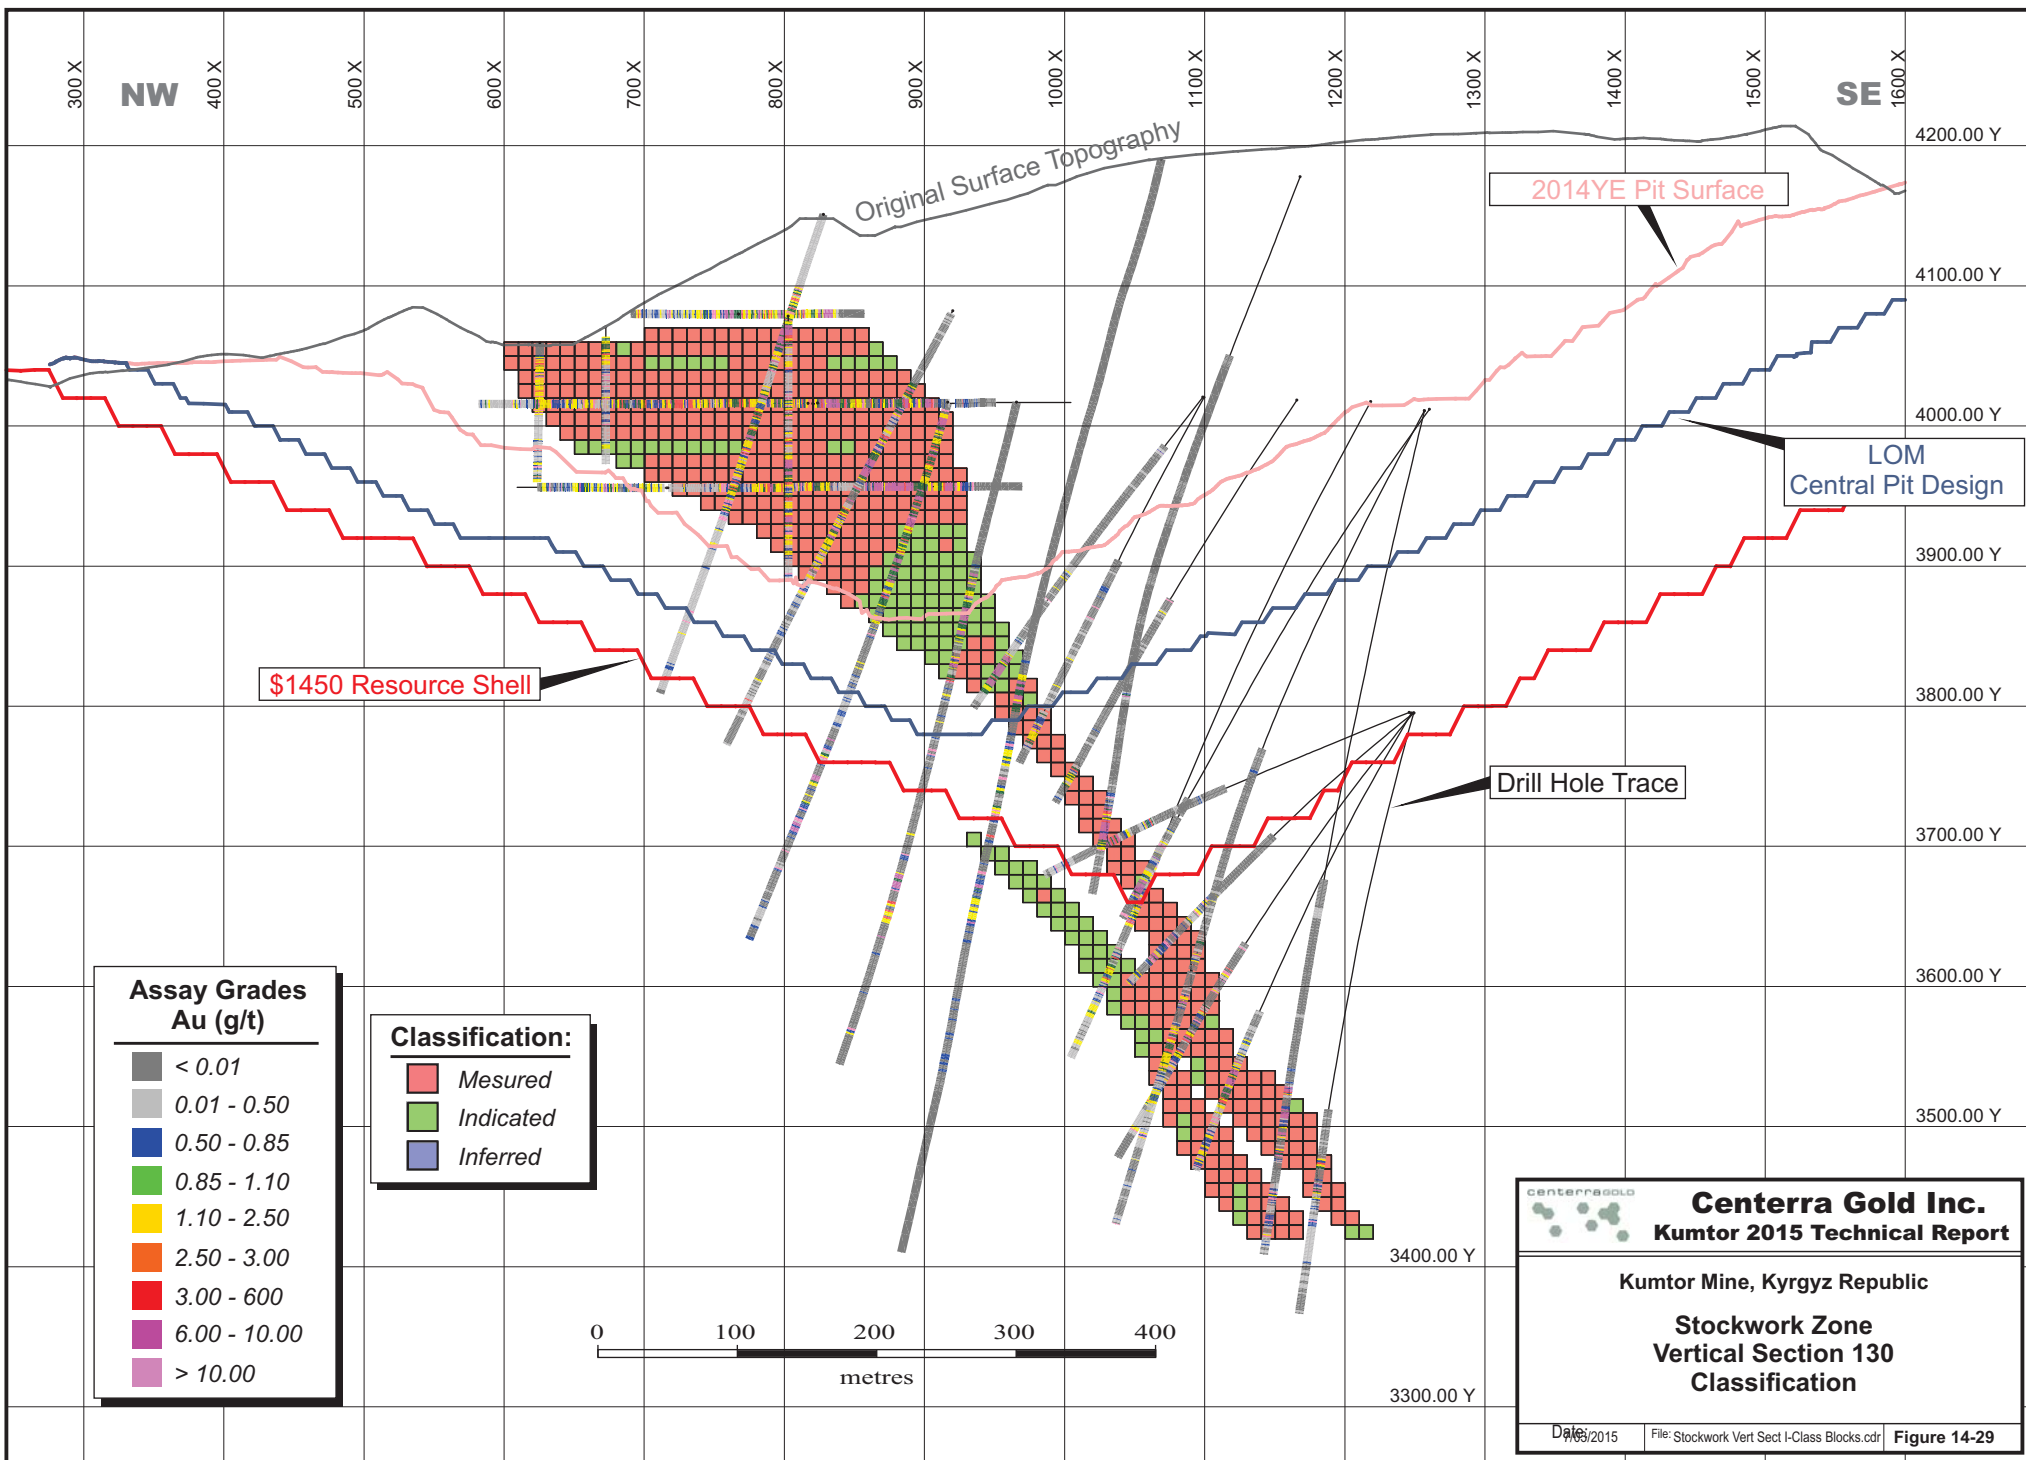 300 X
400 X
500 X
600 X
700 X
8000 X
9000 X
1000 X
1100 X
1200 X
1300 X
1400 X
1500 X
1600 X
NW
SE
Original Surface Topography
4200.00 Y
2014YE Pit Surface
4100.00 Y
4000.00 Y
LOM
Central Pit Design
3900.00 Y
$1450 Resource Shell
3800.00 Y
Drill Hole Trace
3700.00 Y
3600.00 Y
3500.00 Y
3400.00 Y
3300.00 Y
Assay Grades
Au (g/t)
< 0.01
0.01 - 0.50
0.50 - 0.85
0.85 - 1.10
1.10 - 2.50
2.50 - 3.00
3.00 - 600
6.00 - 10.00
> 10.00
Classification:
Mesured
Indicated
Inferred
0 100 200 300 400
metres
centerraGOLD
Centerra Gold Inc.
Kumtor 2015 Technical Report
Kumtor Mine, Kyrgyz Republic
Stockwork Zone
Vertical Section 130
Classification
Date: /05/2015
File: Stockwork Vert Sect I-Class Blocks.cdr
Figure 14-29